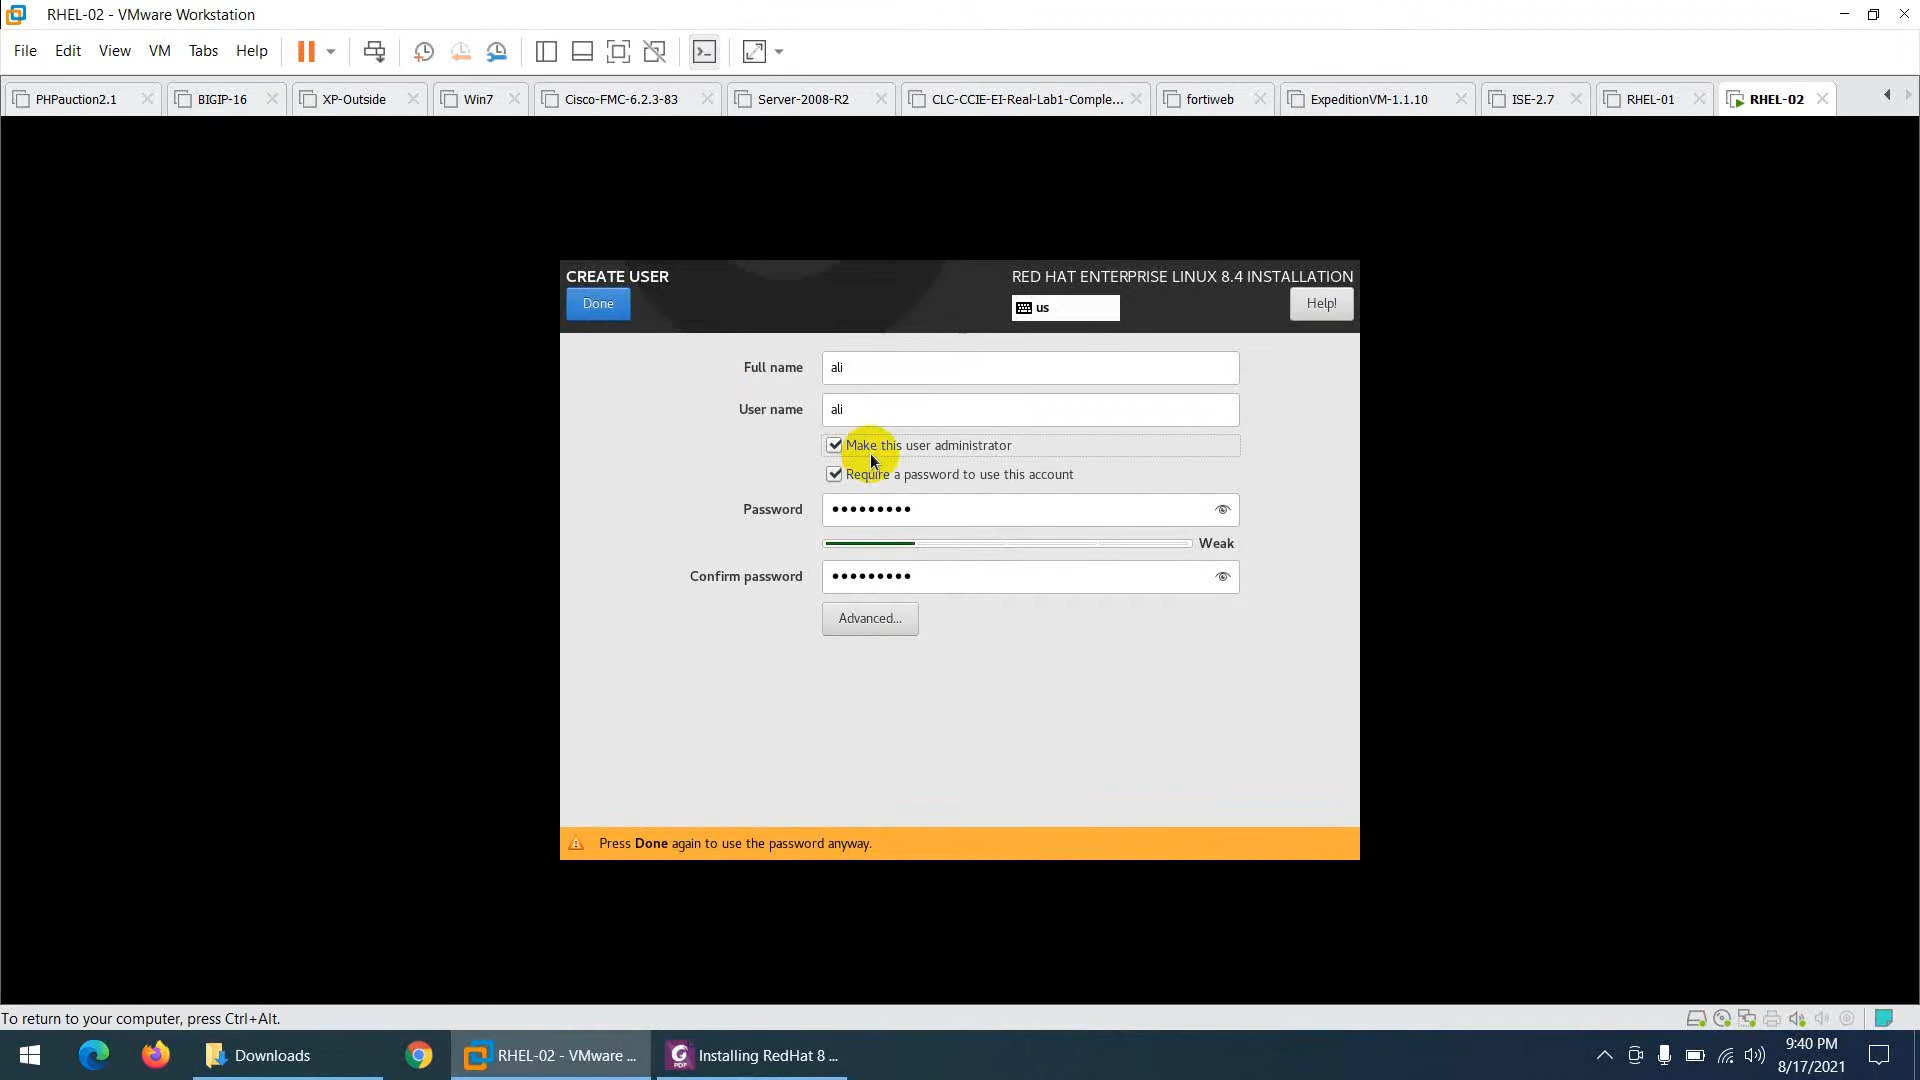 RHEL-02 - VMware Workstation
File Edit View VM Tabs Help
PHPauction2.1 BIGIP-16 XP-Outside Win7 Cisco-FMC-6.2.3-83 Server-2008-R2 CLC-CCIE-EI-Real-Lab1-Comple... fortiweb ExpeditionVM-1.1.10 ISE-2.7 RHEL-01 RHEL-02
CREATE USER
RED HAT ENTERPRISE LINUX 8.4 INSTALLATION
Done
us
Help!
Full name ali
User name ali
Make this user administrator
Require a password to use this account
Password •••••••••
Weak
Confirm password •••••••••
Advanced...
Press Done again to use the password anyway.
To return to your computer, press Ctrl+Alt.
Downloads
RHEL-02 - VMware ...
PDF
Installing RedHat 8 ...
9:40 PM
8/17/2021